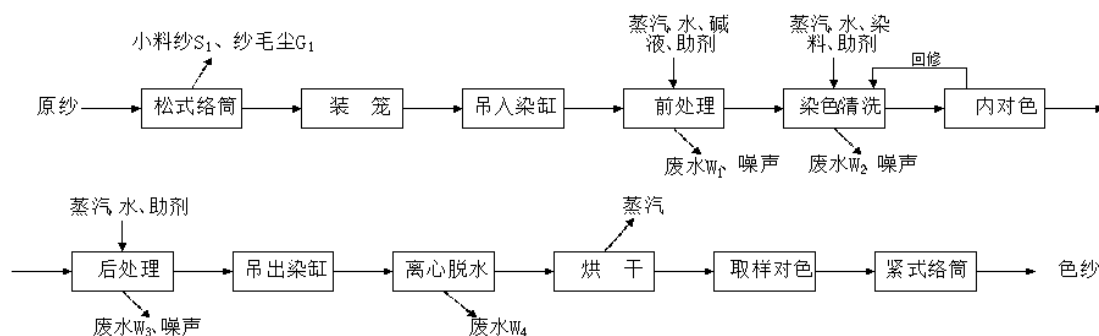 小料纱S₁、纱毛尘G₁
蒸汽、水、碱
液、助剂
蒸汽、水、染
料、助剂
回修
原纱
松式络筒
装 笼
吊入染缸
前处理
染色清洗
内对色
废水W₁、噪声
废水W₂、噪声
蒸汽、水、助剂
蒸汽
后处理
吊出染缸
离心脱水
烘 干
取样对色
紧式络筒
色纱
废水W₃、噪声
废水W₄